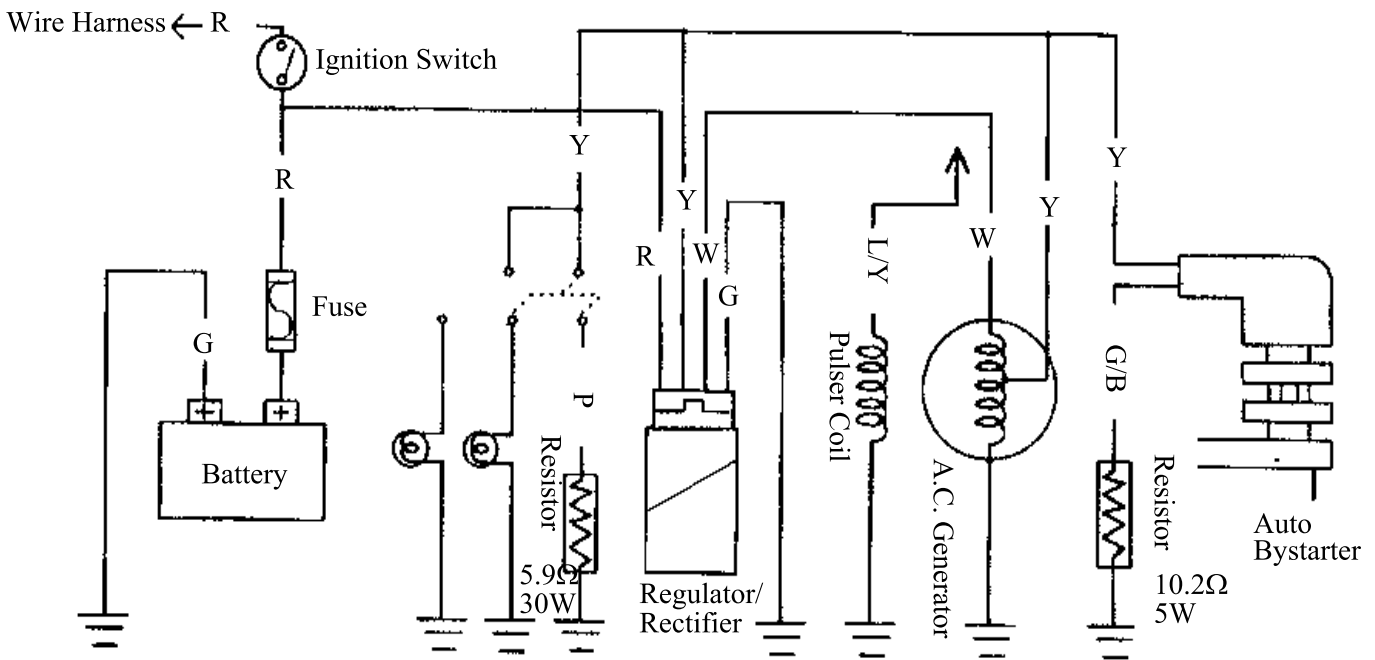 Wire Harness R
Ignition Switch
Y
R
Y
Y
Y
R
W
L/Y
W
G
Fuse
G
Pulser Coil
G/B
P
Battery
Resistor
5.9Ω
30W
Regulator/
Rectifier
A.C. Generator
Resistor
10.2Ω
5W
Auto
Bystarter
+
+